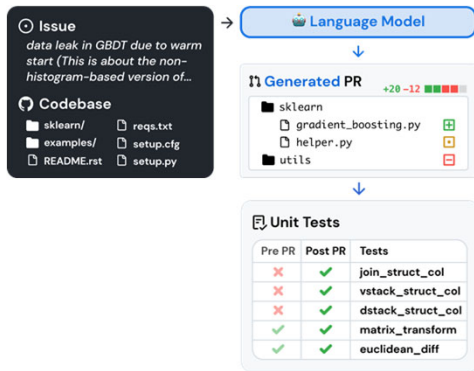 Issue
data leak in GBDT due to warm
start (This is about the non-
histogram-based version of...
Codebase
sklearn/
reqs.txt
examples/
setup.cfg
README.rst
setup.py
Language Model
Generated PR
+20 -12
sklearn
gradient_boosting.py
helper.py
utils
Unit Tests
Pre PR Post PR Tests
join_struct_col
vstack_struct_col
dstack_struct_col
matrix_transform
euclidean_diff